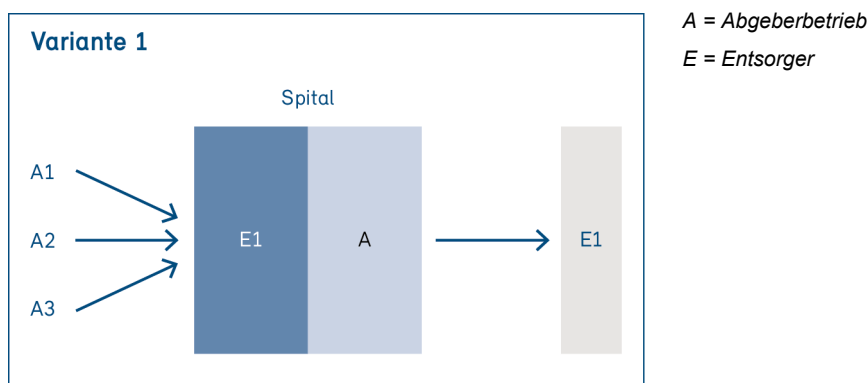 Variante 1
A = Abgeberbetrieb
E = Entsorger
Spital
A1
A2
A3
E1
A
E1